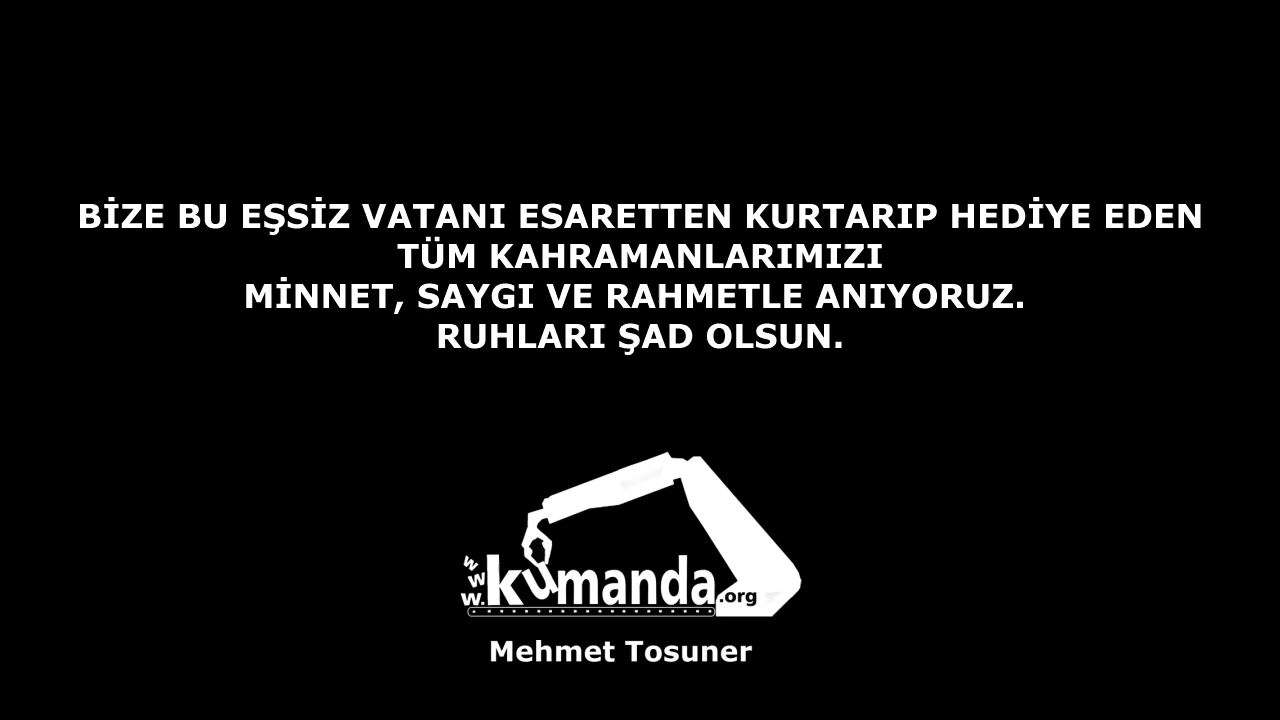 BİZE BU EŞSİZ VATANI ESARETTEN KURTARIP HEDİYE EDEN
TÜM KAHRAMANLARIMIZI
MİNNET, SAYGI VE RAHMETLE ANIYORUZ.
RUHLARI ŞAD OLSUN.
www.kumanda.org
Mehmet Tosuner